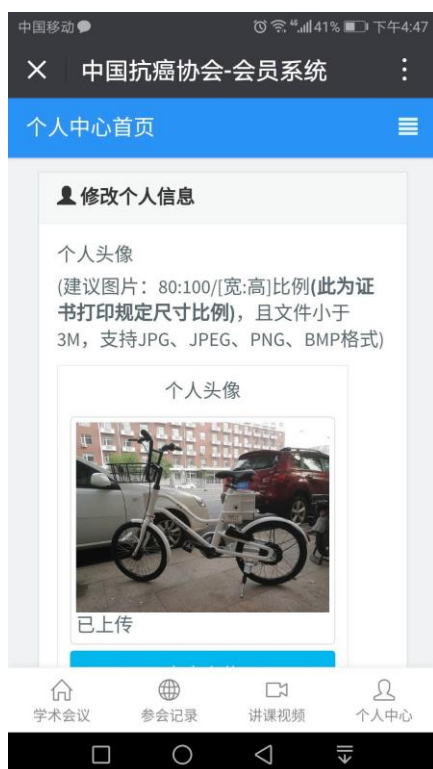 中国移动 41% 下午4:47
中国抗癌协会-会员系统
个人中心首页
修改个人信息
个人头像
(建议图片：80:100/[宽:高]比例(此为证
书打印规定尺寸比例)，且文件小于
3M，支持JPG、JPEG、PNG、BMP格式)
个人头像
已上传
学术会议 参会记录 讲课视频 个人中心